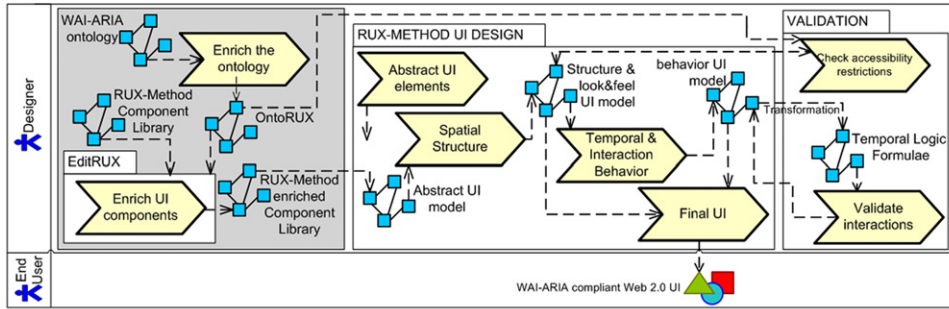 Designer
End
User
WAI-ARIA
ontology
Enrich the
ontology
RUX-Method
Component
Library
OntoRUX
EditRUX
Enrich UI
components
RUX-Method
enriched
Component
Library
RUX-METHOD UI DESIGN
Abstract UI
elements
Spatial
Structure
Abstract UI
model
Structure &
look&feel
UI model
Temporal &
Interaction
Behavior
behavior UI
model
Final UI
VALIDATION
Check accessibility
restrictions
Transformation
Temporal Logic
Formulae
Validate
interactions
WAI-ARIA compliant Web 2.0 UI